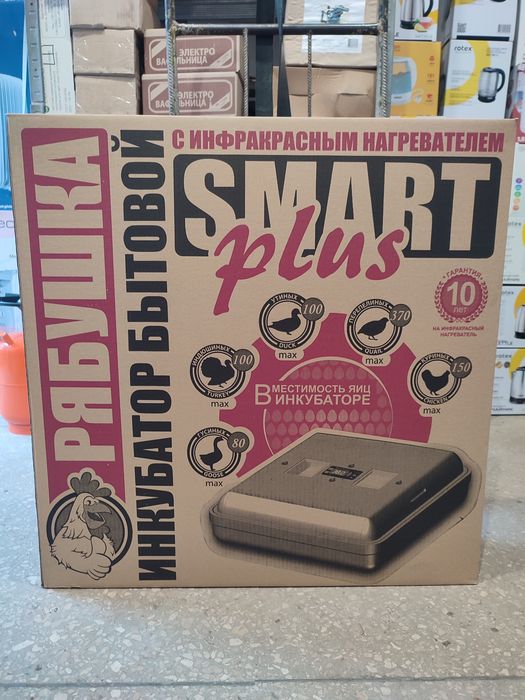 ЭЛЕКТРО
ЭЛЕКТРО
ВАФЕЛЬНИЦА
rotex
rotex
РЯБУШКА
ИНКУБАТОР БЫТОВОЙ
С ИНФРАКРАСНЫМ НАГРЕВАТЕЛЕМ
SMART
plus
ГАРАНТИЯ
10
ЛЕТ
НА ИНФРАКРАСНЫЙ
НАГРЕВАТЕЛЬ
УТИНЫХ
100
DUCK
max
ПЕРЕПЕЛИНЫХ
370
QUAIL
max
ИНДЮШИНЫХ
100
TURKEY
max
КУРИНЫХ
150
CHICKEN
max
ГУСИНЫХ
80
GOOSE
max
ВМЕСТИМОСТЬ ЯИЦ
В ИНКУБАТОРЕ